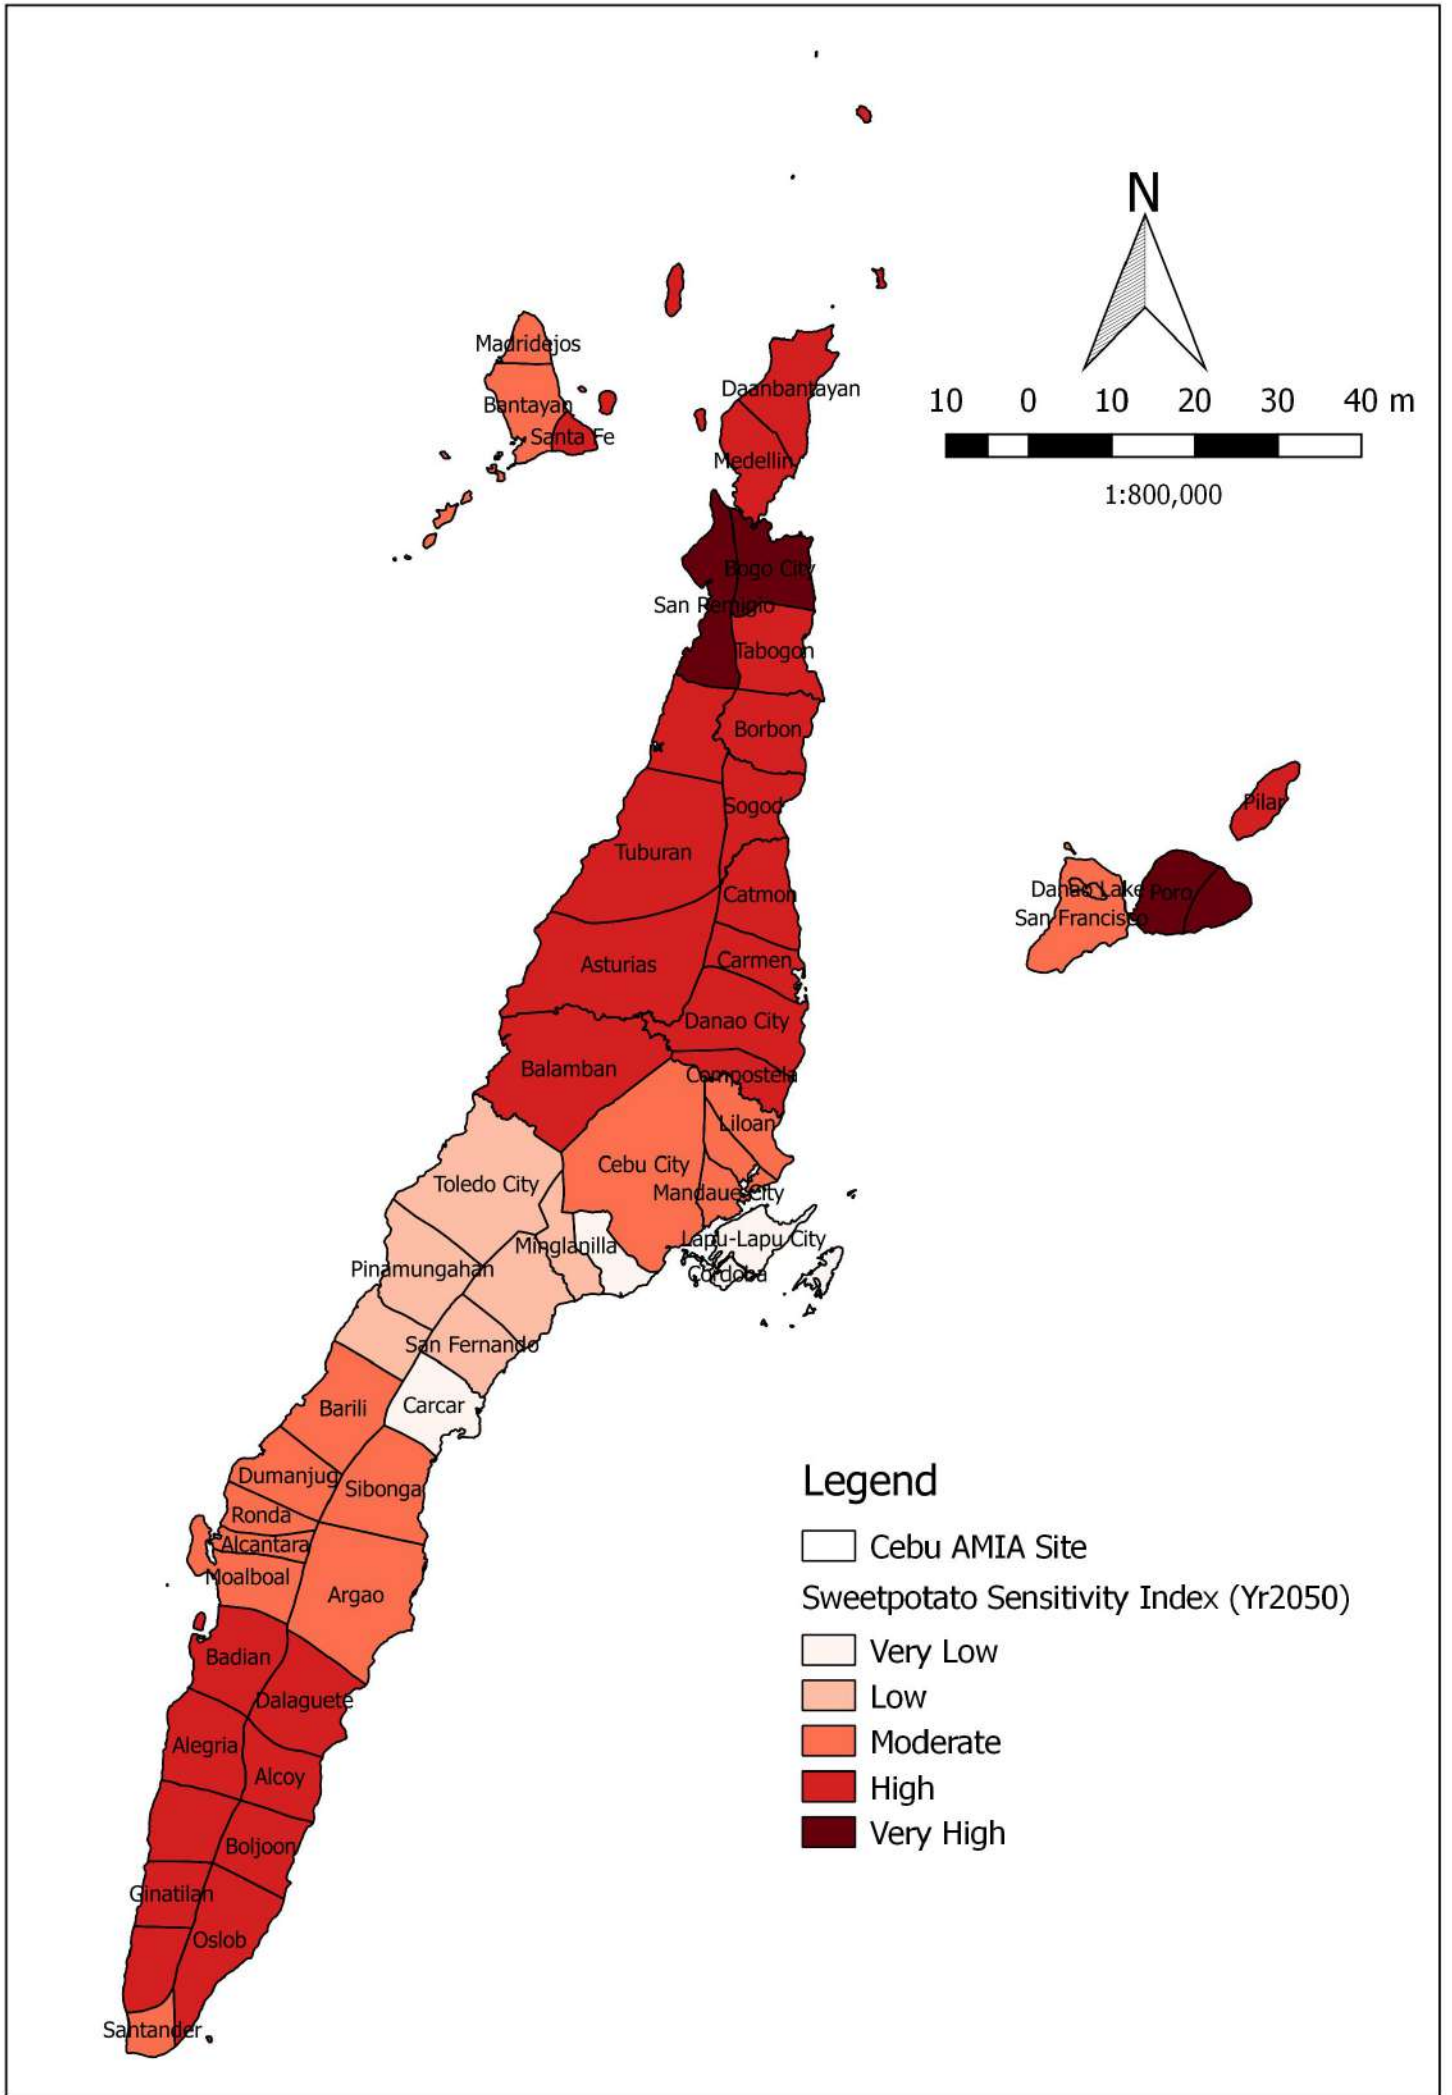 N
Madridejos
Daanbantayan
10 0 10 20 30 40 m
Bantayan
Santa Fe
Medellin
1:800,000
Bogo City
San Remigio
Tabogon
Borbon
Pilar
Sogod
Tuburan
Danao Lake
Poro
Catmon
San Francisco
Carmen
Asturias
Danao City
Balamban
Compostela
Liloan
Cebu City
Toledo City
Mandaue City
Lapu-Lapu City
Minglanilla
Pinamungahan
Cordoba
San Fernando
Carcar
Barili
Dumanjug
Sibonga
Ronda
Alcantara
Moalboal
Argao
Badian
Dalaguete
Alegria
Alcoy
Boljoon
Ginatilan
Oslob
Santander
Legend
Cebu AMIA Site
Sweetpotato Sensitivity Index (Yr2050)
Very Low
Low
Moderate
High
Very High